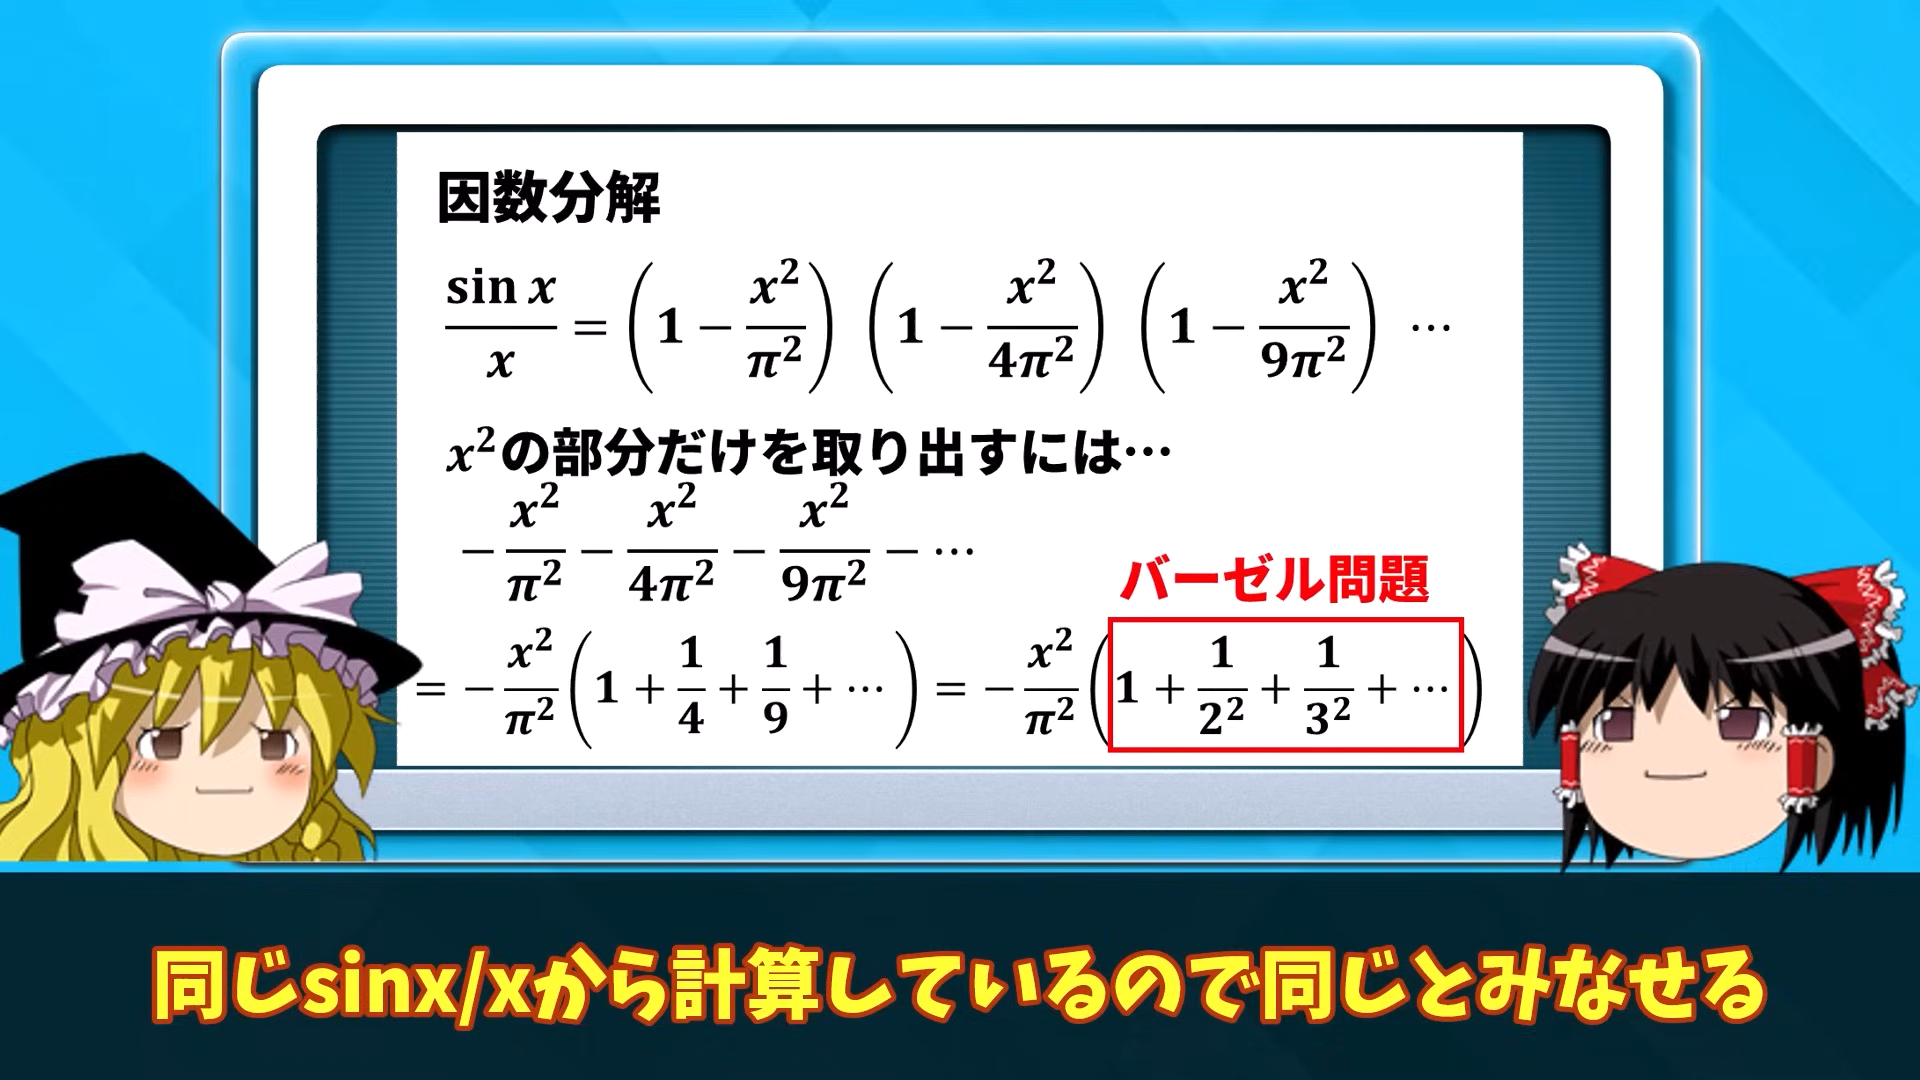 因数分解
sin x / x = (1 − x²/π²) (1 − x²/4π²) (1 − x²/9π²) …
x²の部分だけを取り出すには…
− x²/π² − x²/4π² − x²/9π² − …
バーゼル問題
= − x²/π² (1 + 1/4 + 1/9 + … ) = − x²/π² (1 + 1/2² + 1/3² + … )
同じsinx/xから計算しているので同じとみなせる